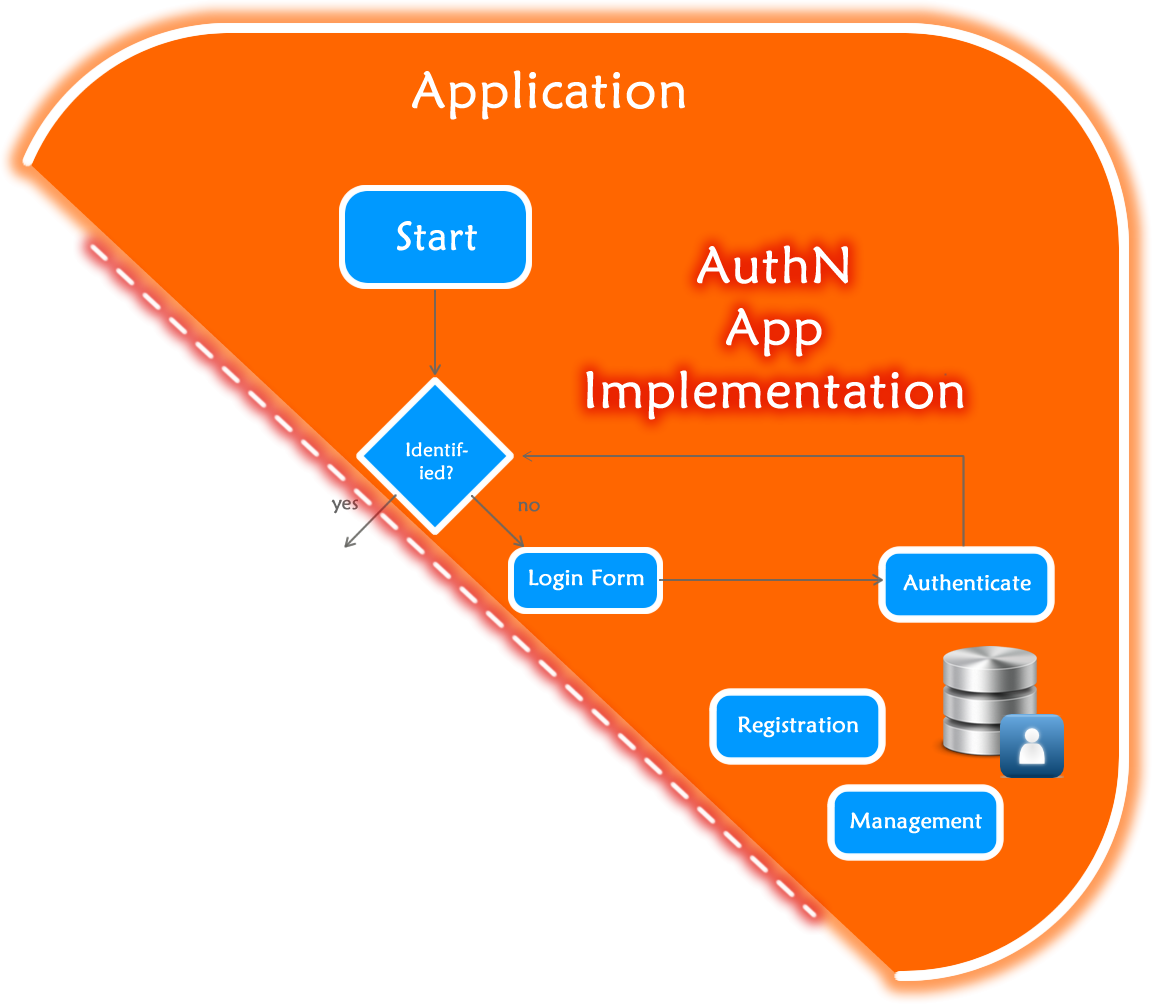 Application
Start
AuthN
App
Implementation
Identif-
ied?
yes
no
Login Form
Authenticate
Registration
Management